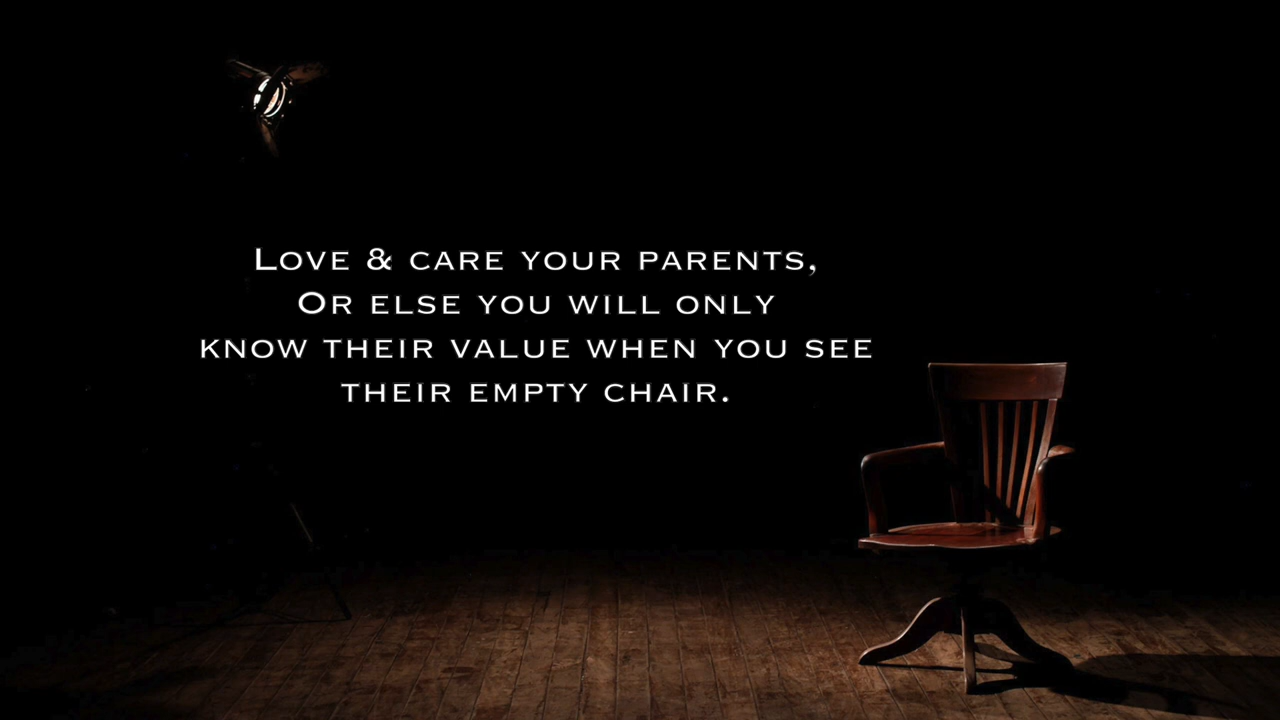 Love & care your parents,
Or else you will only
know their value when you see
their empty chair.